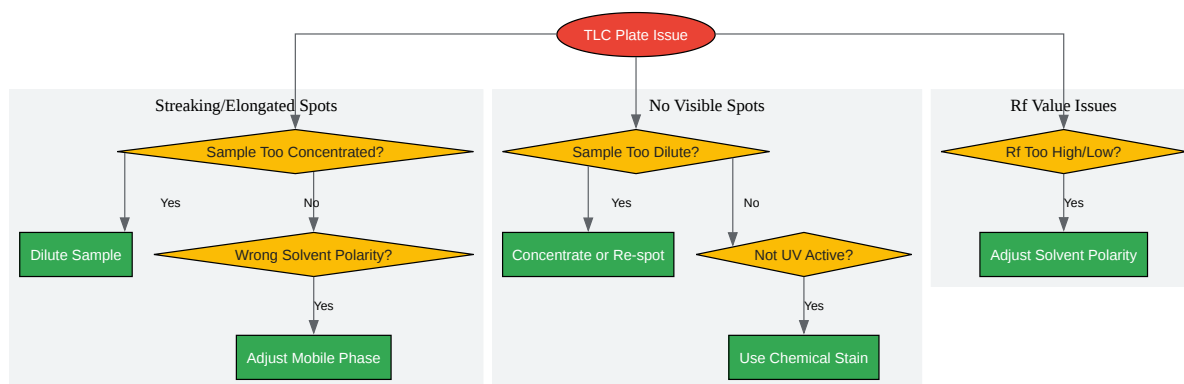 TLC Plate Issue
Streaking/Elongated Spots
No Visible Spots
Rf Value Issues
Sample Too Concentrated?
Sample Too Dilute?
Rf Too High/Low?
Yes
No
Yes
No
Yes
Dilute Sample
Wrong Solvent Polarity?
Concentrate or Re-spot
Not UV Active?
Adjust Solvent Polarity
Yes
Yes
Adjust Mobile Phase
Use Chemical Stain